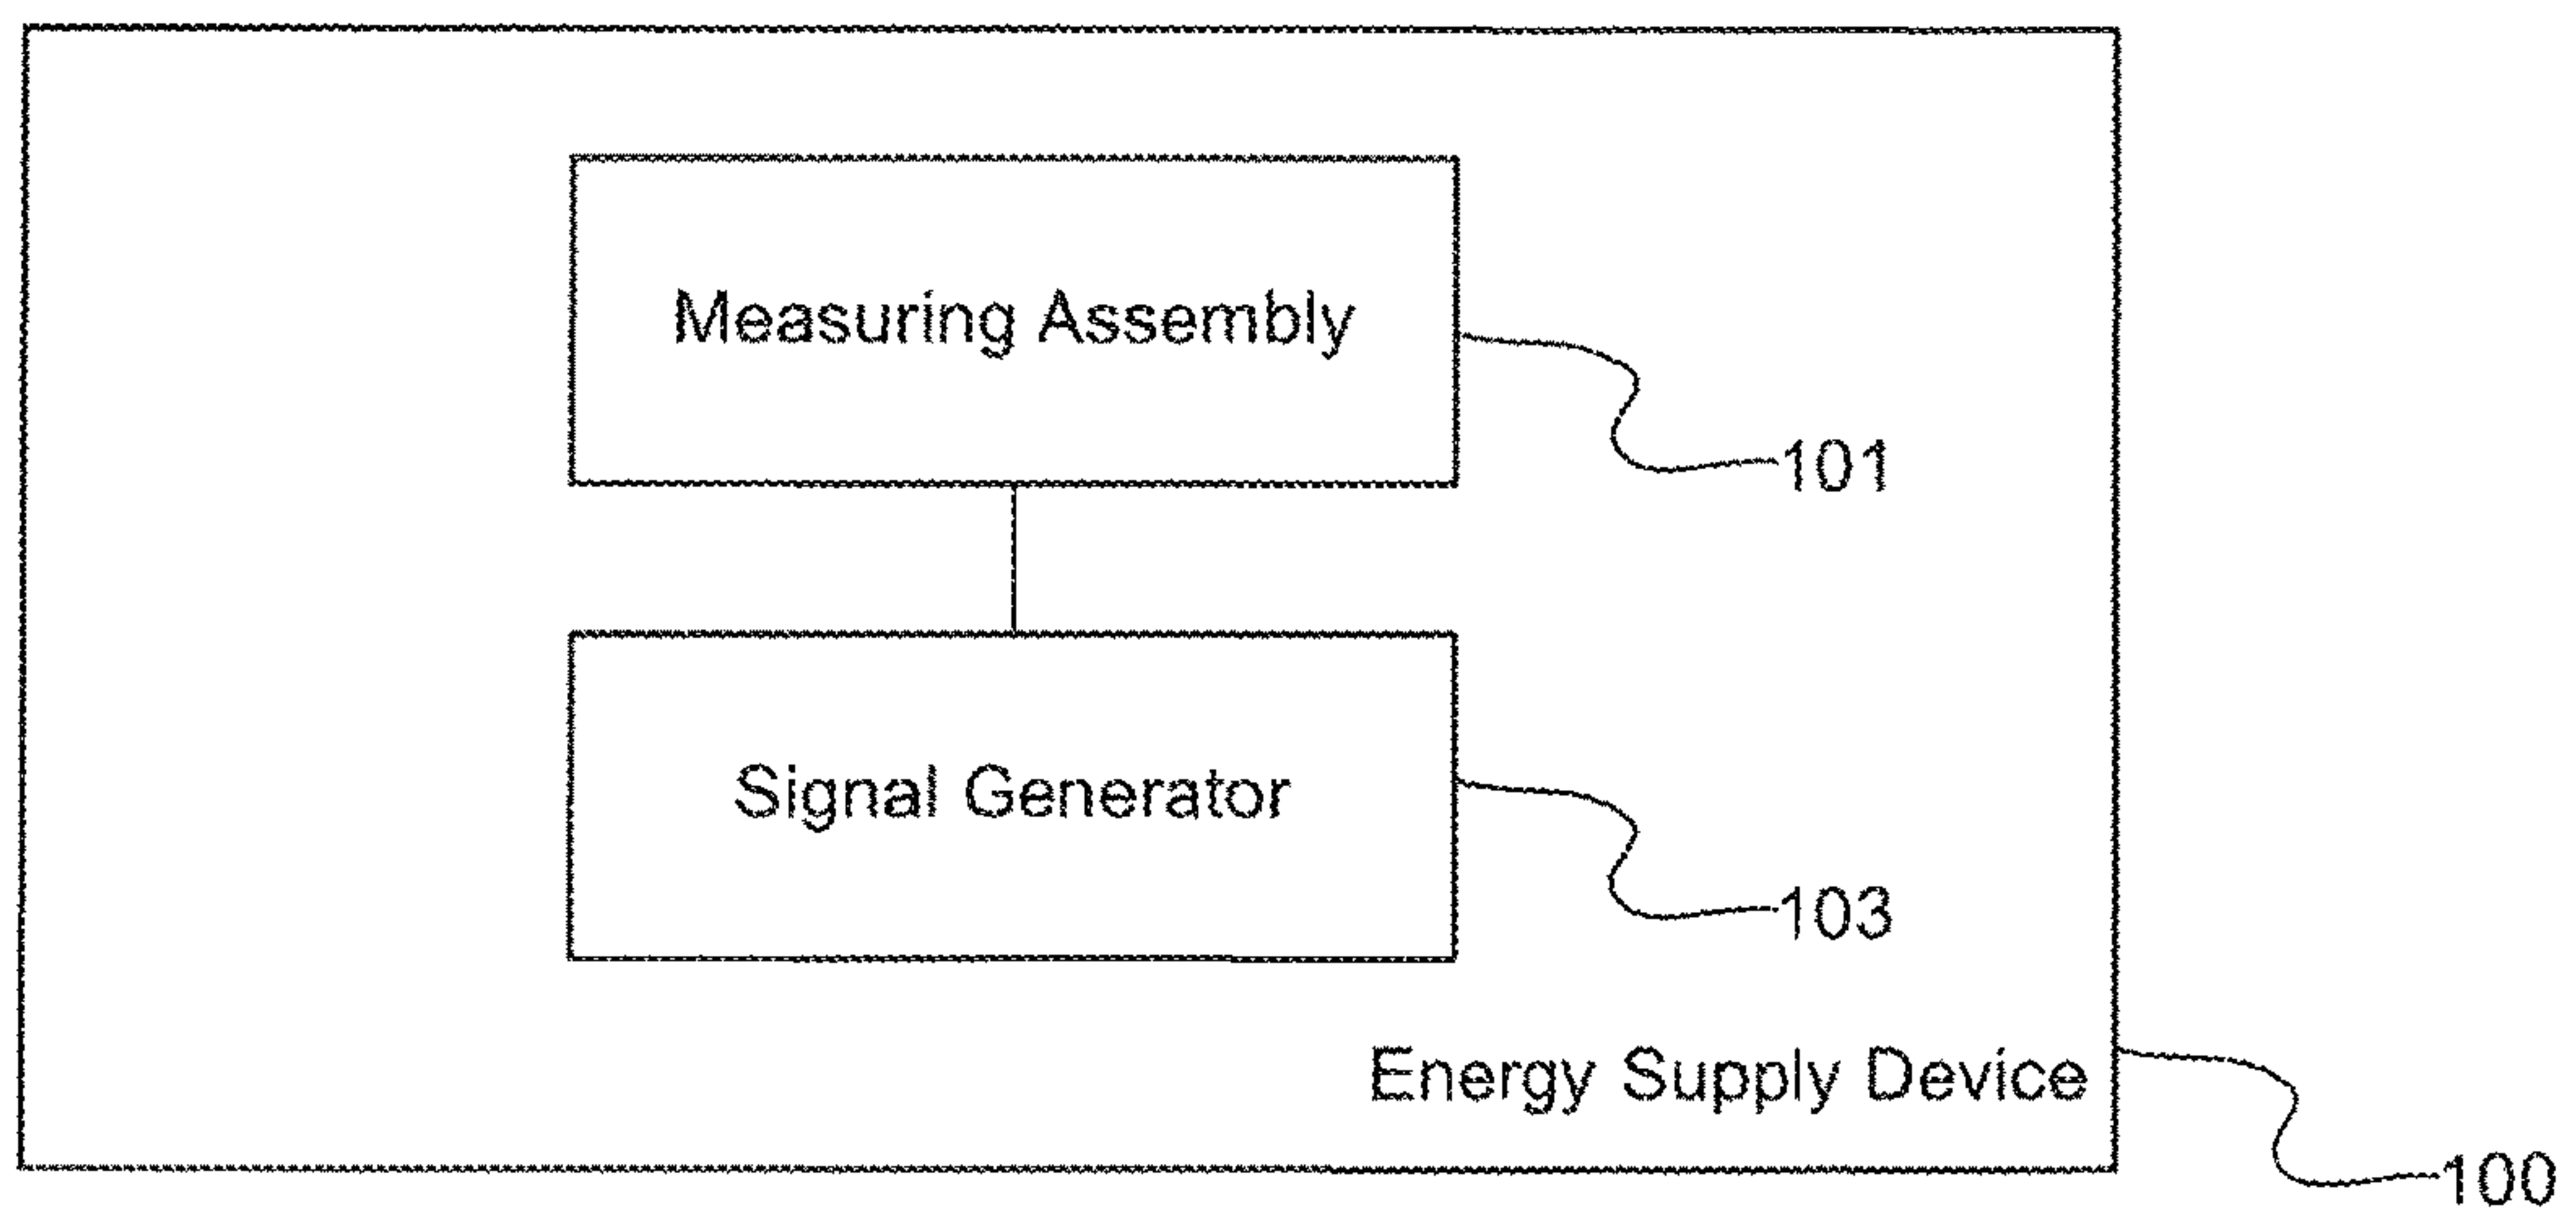 Measuring Assembly
101
Signal Generator
103
Energy Supply Device
100